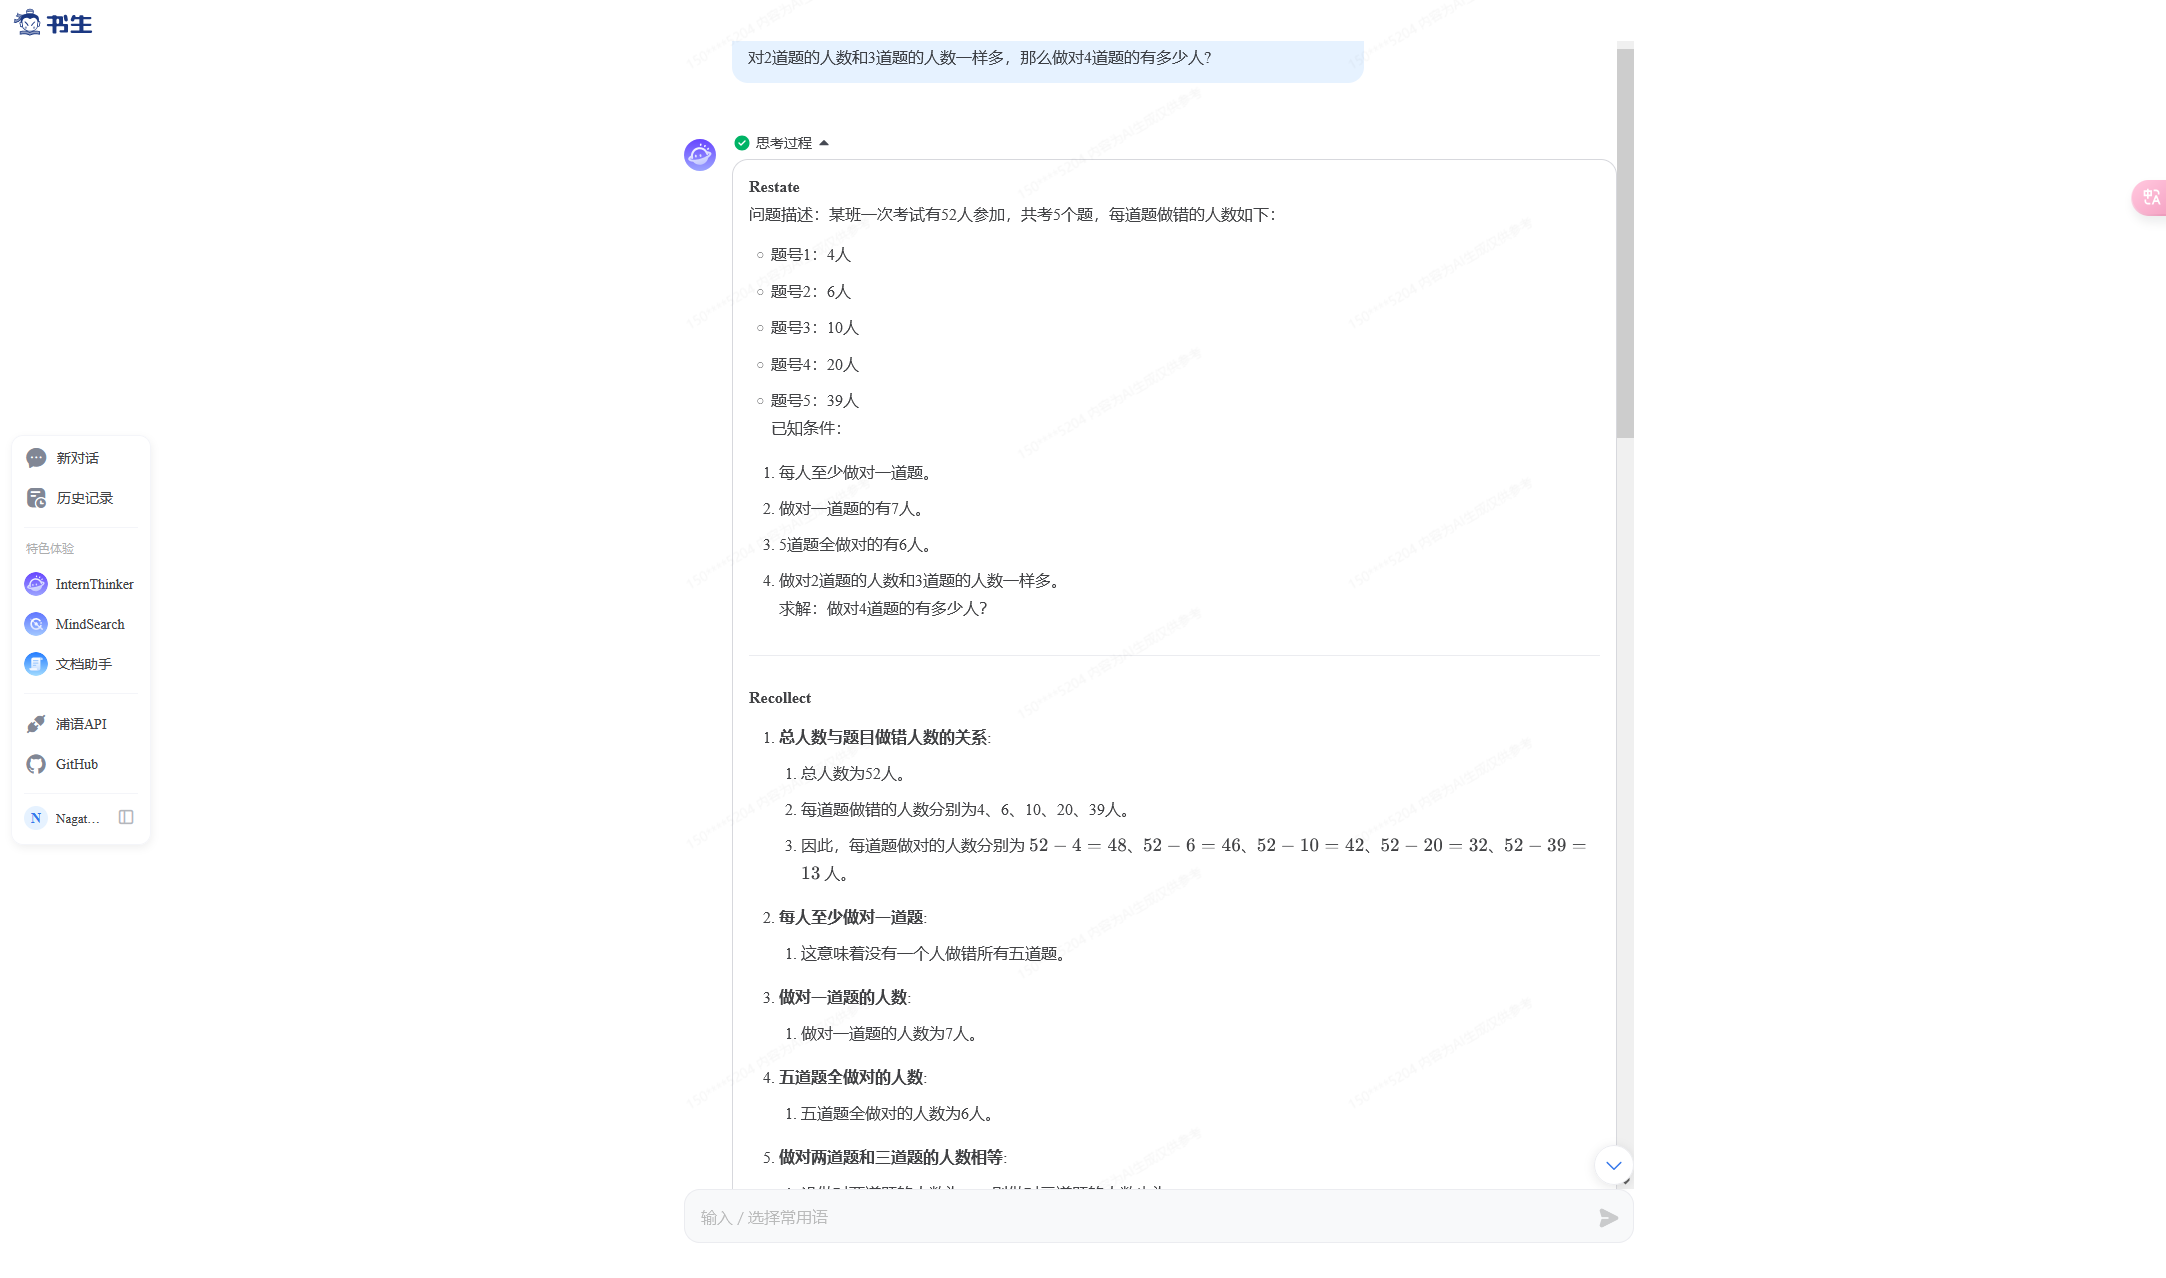 书生
对2道题的人数和3道题的人数一样多，那么做对4道题的有多少人?
思考过程
Restate
问题描述：某班一次考试有52人参加，共考5个题，每道题做错的人数如下：
题号1：4人
题号2：6人
题号3：10人
题号4：20人
题号5：39人
已知条件：
1. 每人至少做对一道题。
2. 做对一道题的有7人。
3. 5道题全做对的有6人。
4. 做对2道题的人数和3道题的人数一样多。
求解：做对4道题的有多少人？
Recollect
1. 总人数与题目做错人数的关系:
1. 总人数为52人。
2. 每道题做错的人数分别为4、6、10、20、39人。
3. 因此，每道题做对的人数分别为 52 − 4 = 48、52 − 6 = 46、52 − 10 = 42、52 − 20 = 32、52 − 39 =
13 人。
2. 每人至少做对一道题:
1. 这意味着没有一个人做错所有五道题。
3. 做对一道题的人数:
1. 做对一道题的人数为7人。
4. 五道题全做对的人数:
1. 五道题全做对的人数为6人。
5. 做对两道题和三道题的人数相等:
输入 / 选择常用语
新对话
历史记录
特色体验
InternThinker
MindSearch
文档助手
浦语API
GitHub
N Nagat...
150****5204 内容为AI生成仅供参考